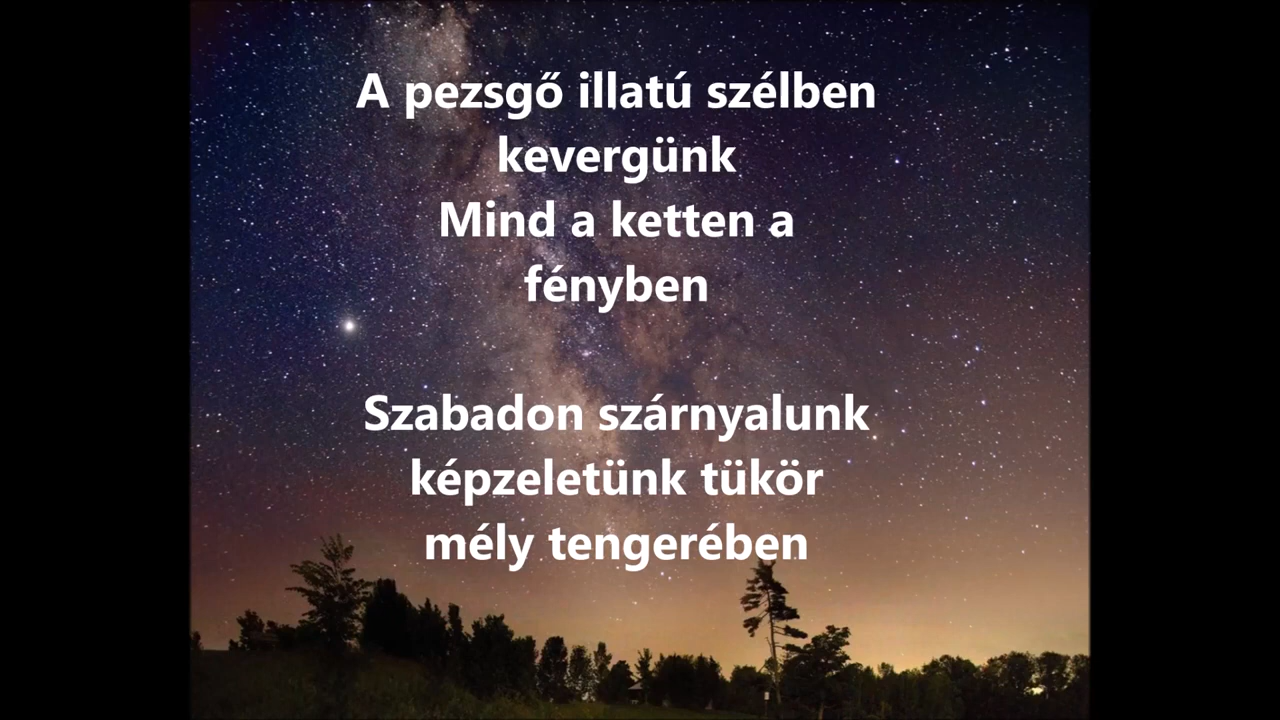 A pezsgő illatú szélben
kevergünk
Mind a ketten a
fényben
Szabadon szárnyalunk
képzeletünk tükör
mély tengerében